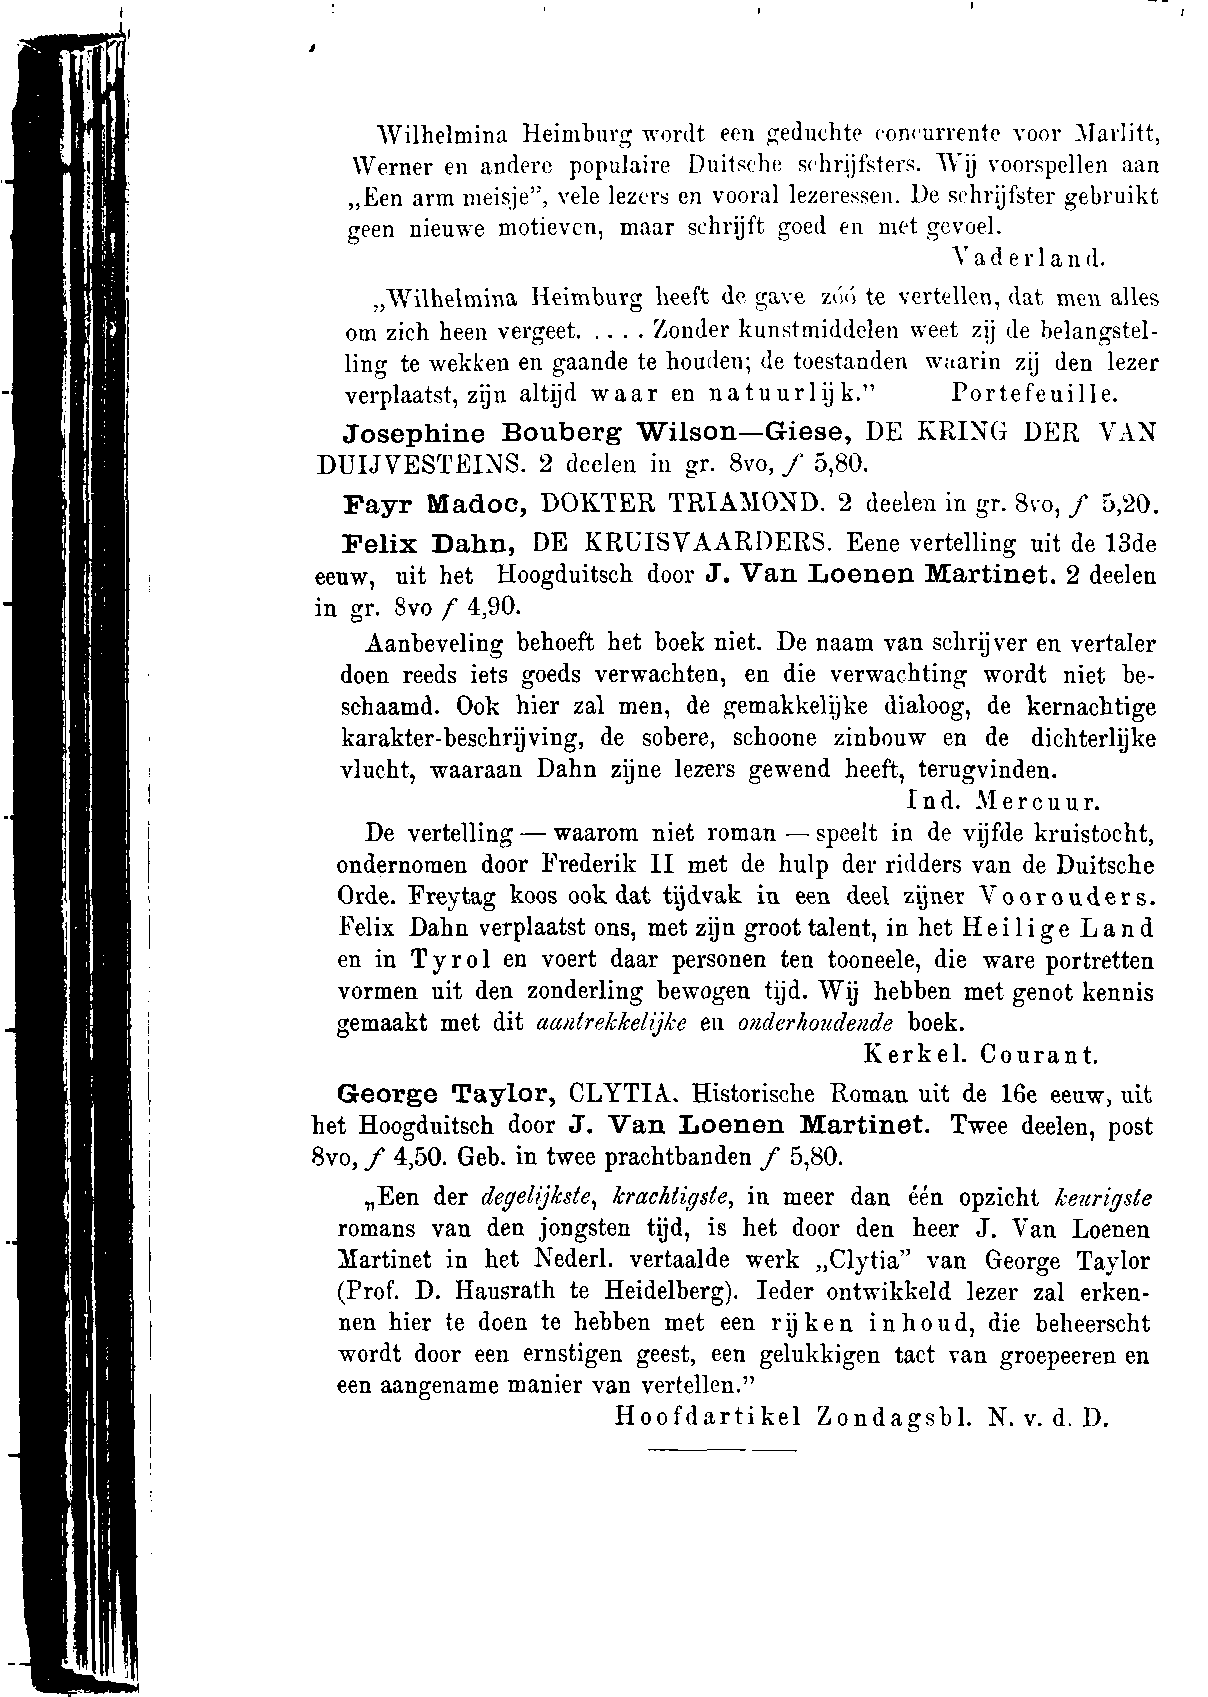 Wilhelmina Heimburg wordt een geduchte concurrente voor Marlitt,
Werner en andere populaire Duitsche schrijfsters. Wij voorspellen aan
„Een arm meisje”, vele lezers en vooral lezeressen. De schrijfster gebruikt
geen nieuwe motieven, maar schrijft goed en met gevoel.
Vaderland.
„Wilhelmina Heimburg heeft de gave zóó te vertellen, dat men alles
om zich heen vergeet. . . . . Zonder kunstmiddelen weet zij de belangstel-
ling te wekken en gaande te houden; de toestanden waarin zij den lezer
verplaatst, zijn altijd waar en natuurlijk.” Portefeuille.
Josephine Bouberg Wilson—Giese, DE KRING DER VAN
DUIJVESTEINS. 2 deelen in gr. 8vo, f 5,80.
Fayr Madoc, DOKTER TRIAMOND. 2 deelen in gr. 8vo, f 5,20.
Felix Dahn, DE KRUISVAARDERS. Eene vertelling uit de 13de
eeuw, uit het Hoogduitsch door J. Van Loenen Martinet. 2 deelen
in gr. 8vo f 4,90.
Aanbeveling behoeft het boek niet. De naam van schrijver en vertaler
doen reeds iets goeds verwachten, en die verwachting wordt niet be-
schaamd. Ook hier zal men, de gemakkelijke dialoog, de kernachtige
karakter-beschrijving, de sobere, schoone zinbouw en de dichterlijke
vlucht, waaraan Dahn zijne lezers gewend heeft, terugvinden.
Ind. Mercuur.
De vertelling — waarom niet roman — speelt in de vijfde kruistocht,
ondernomen door Frederik II met de hulp der ridders van de Duitsche
Orde. Freytag koos ook dat tijdvak in een deel zijner Voorouders.
Felix Dahn verplaatst ons, met zijn groot talent, in het Heilige Land
en in Tyrol en voert daar personen ten tooneele, die ware portretten
vormen uit den zonderling bewogen tijd. Wij hebben met genot kennis
gemaakt met dit aantrekkelijke en onderhoudende boek.
Kerkel. Courant.
George Taylor, CLYTIA. Historische Roman uit de 16e eeuw, uit
het Hoogduitsch door J. Van Loenen Martinet. Twee deelen, post
8vo, f 4,50. Geb. in twee prachtbanden f 5,80.
„Een der degelijkste, krachtigste, in meer dan één opzicht keurigste
romans van den jongsten tijd, is het door den heer J. Van Loenen
Martinet in het Nederl. vertaalde werk „Clytia” van George Taylor
(Prof. D. Hausrath te Heidelberg). Ieder ontwikkeld lezer zal erken-
nen hier te doen te hebben met een rijken inhoud, die beheerscht
wordt door een ernstigen geest, een gelukkigen tact van groepeeren en
een aangename manier van vertellen.”
Hoofdartikel Zondagsbl. N. v. d. D.